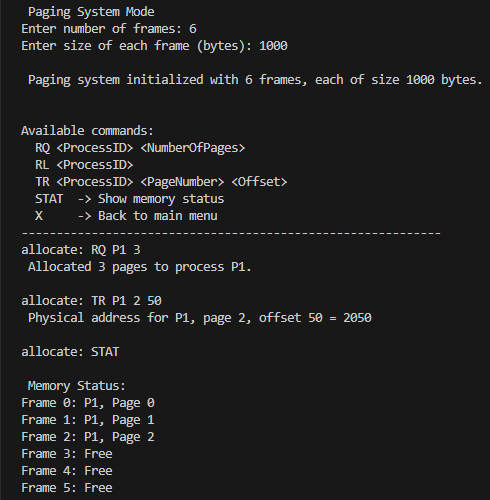 Paging System Mode
Enter number of frames: 6
Enter size of each frame (bytes): 1000
Paging system initialized with 6 frames, each of size 1000 bytes.
Available commands:
RQ <ProcessID> <NumberOfPages>
RL <ProcessID>
TR <ProcessID> <PageNumber> <Offset>
STAT -> Show memory status
X -> Back to main menu
------------------------------------------------------------
allocate: RQ P1 3
Allocated 3 pages to process P1.
allocate: TR P1 2 50
Physical address for P1, page 2, offset 50 = 2050
allocate: STAT
Memory Status:
Frame 0: P1, Page 0
Frame 1: P1, Page 1
Frame 2: P1, Page 2
Frame 3: Free
Frame 4: Free
Frame 5: Free